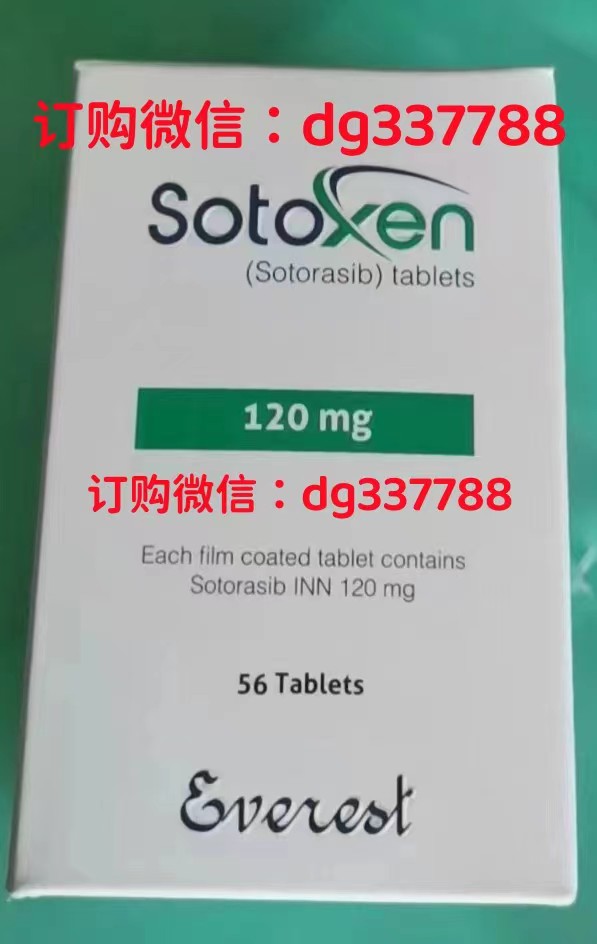 订购微信：dg337788
Sotoxen
(Sotorasib) tablets
120 mg
订购微信：dg337788
Each film coated tablet contains
Sotorasib INN 120 mg
56 Tablets
Everest